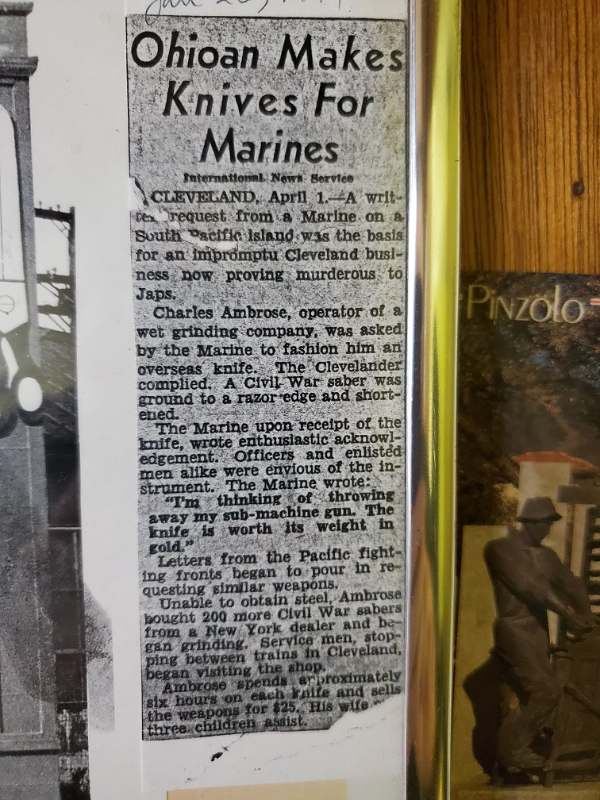 Ohioan Makes
Knives For
Marines
International News Service
CLEVELAND, April 1.—A writ-
ten request from a Marine on a
South Pacific Island was the basis
for an impromptu Cleveland busi-
ness now proving murderous to
Japs.
Charles Ambrose, operator of a
wet grinding company, was asked
by the Marine to fashion him an
overseas knife. The Clevelander
complied. A Civil War saber was
ground to a razor edge and short-
ened.
The Marine upon receipt of the
knife, wrote enthusiastic acknowl-
edgement. Officers and enlisted
men alike were envious of the in-
strument. The Marine wrote:
"I'm thinking of throwing
away my sub-machine gun. The
knife is worth its weight in
gold."
Letters from the Pacific fight-
ing fronts began to pour in re-
questing similar weapons.
Unable to obtain steel, Ambrose
bought 200 more Civil War sabers
from a New York dealer and be-
gan grinding. Service men, stop-
ping between trains in Cleveland,
began visiting the shop.
Ambrose spends approximately
six hours on each knife and sells
the weapons for $25. His wife
three children assist.
PINZOLO